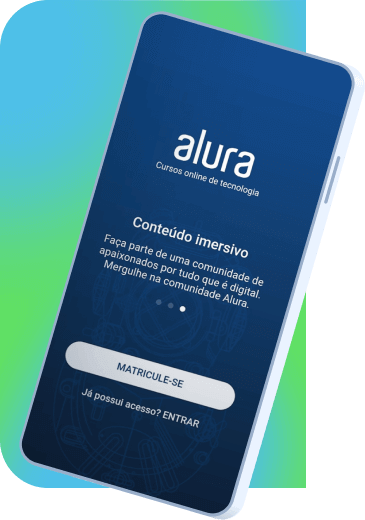 alura
Cursos online de tecnologia
Conteúdo imersivo
Faça parte de uma comunidade de
apaixonados por tudo que é digital.
Mergulhe na comunidade Alura.
MATRICULE-SE
Já possui acesso? ENTRAR